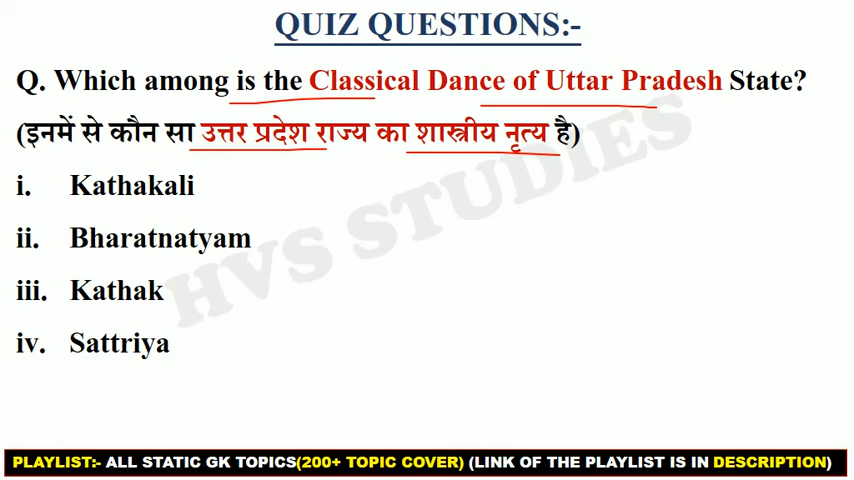 QUIZ QUESTIONS:-
Q. Which among is the Classical Dance of Uttar Pradesh State?
(इनमें से कौन सा उत्तर प्रदेश राज्य का शास्त्रीय नृत्य है)
i. Kathakali
ii. Bharatnatyam
iii. Kathak
iv. Sattriya
HVS STUDIES
PLAYLIST:- ALL STATIC GK TOPICS(200+ TOPIC COVER) (LINK OF THE PLAYLIST IS IN DESCRIPTION)